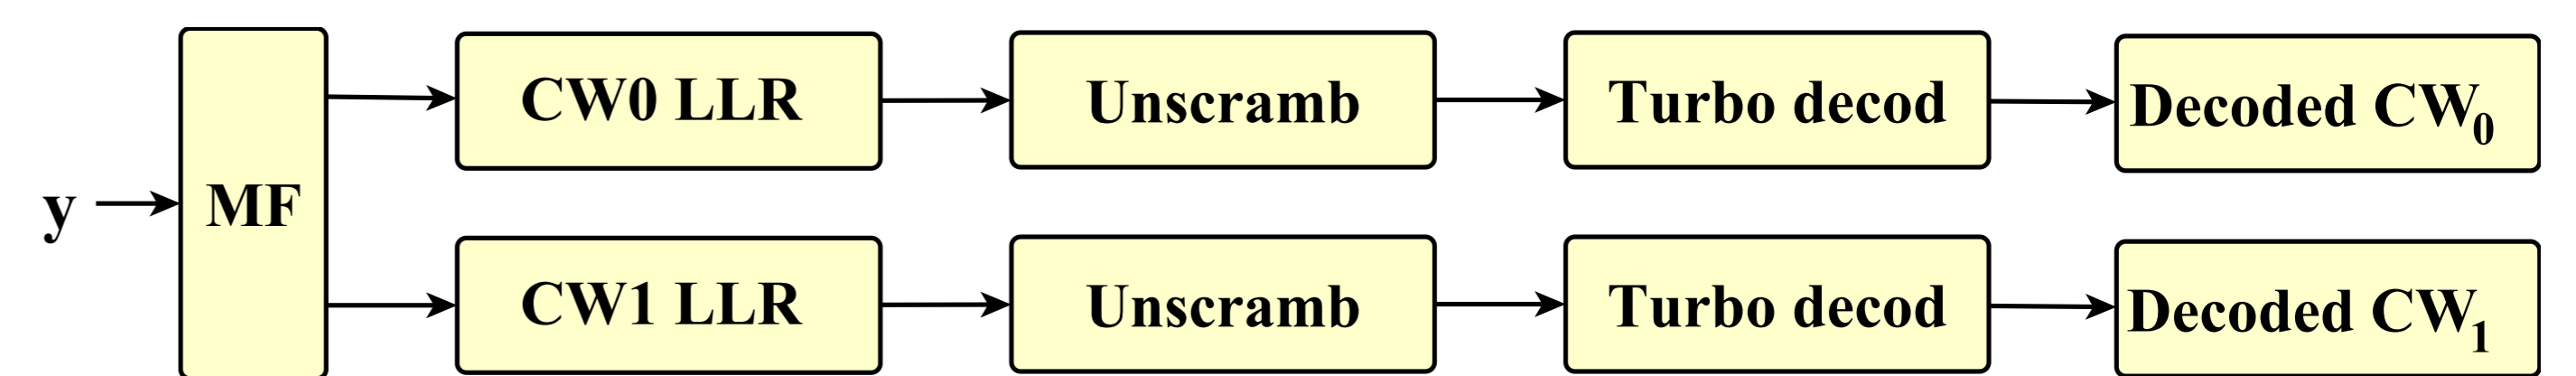 CW0 LLR
Unscramb
Turbo decod
Decoded CW0
y
MF
CW1 LLR
Unscramb
Turbo decod
Decoded CW1